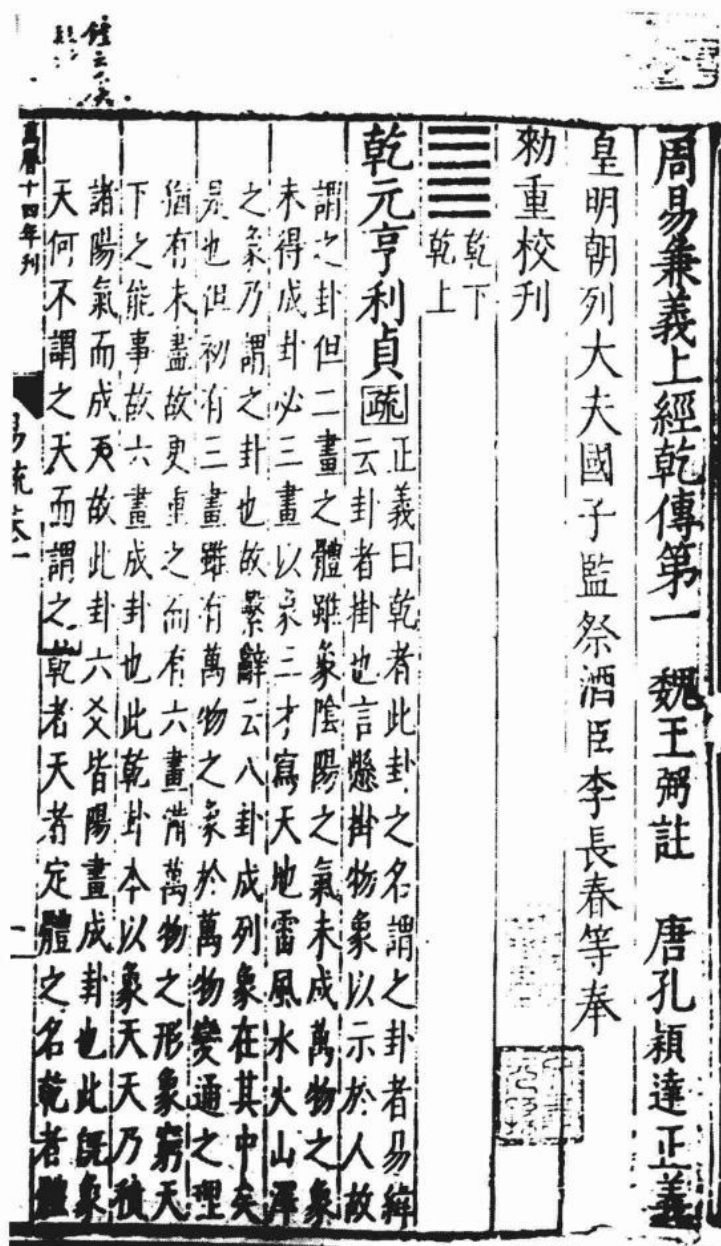 周易兼義上經乾傳第一　魏王弼註　唐孔穎達正義
皇明朝列大夫國子監祭酒臣李長春等奉
勑重校刊
乾下
乾上
乾元亨利貞疏
正義曰乾者此卦之名謂之卦者易緯
云卦者掛也言懸掛物象以示於人故
謂之卦但二畫之體雖象陰陽之氣未成萬物之象
未得成卦必三畫以象三才寫天地雷風水火山澤
之象乃謂之卦也故繫辭云八卦成列象在其中矣
是也但初有三畫雖有萬物之象於萬物變通之理
猶有未盡故更重之而有六畫備萬物之形象窮天
下之能事故六畫成卦也此乾卦本以象天天乃積
諸陽氣而成天故此卦六爻皆陽畫成卦也此旣象
天何不謂之天而謂之乾者天者定體之名乾者體
萬曆十四年刊
易疏卷一
一